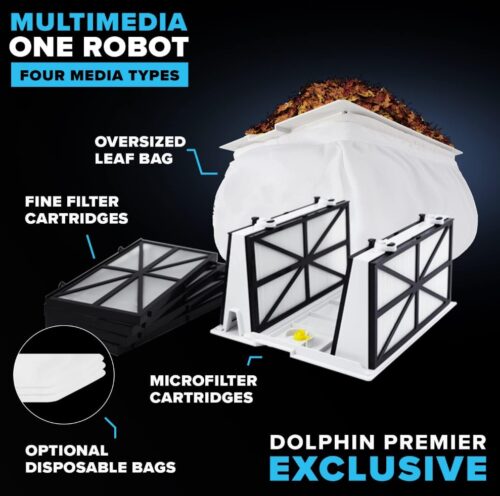 MULTIMEDIA
ONE ROBOT
FOUR MEDIA TYPES
OVERSIZED
LEAF BAG
FINE FILTER
CARTRIDGES
MICROFILTER
CARTRIDGES
OPTIONAL
DISPOSABLE BAGS
DOLPHIN PREMIER
EXCLUSIVE